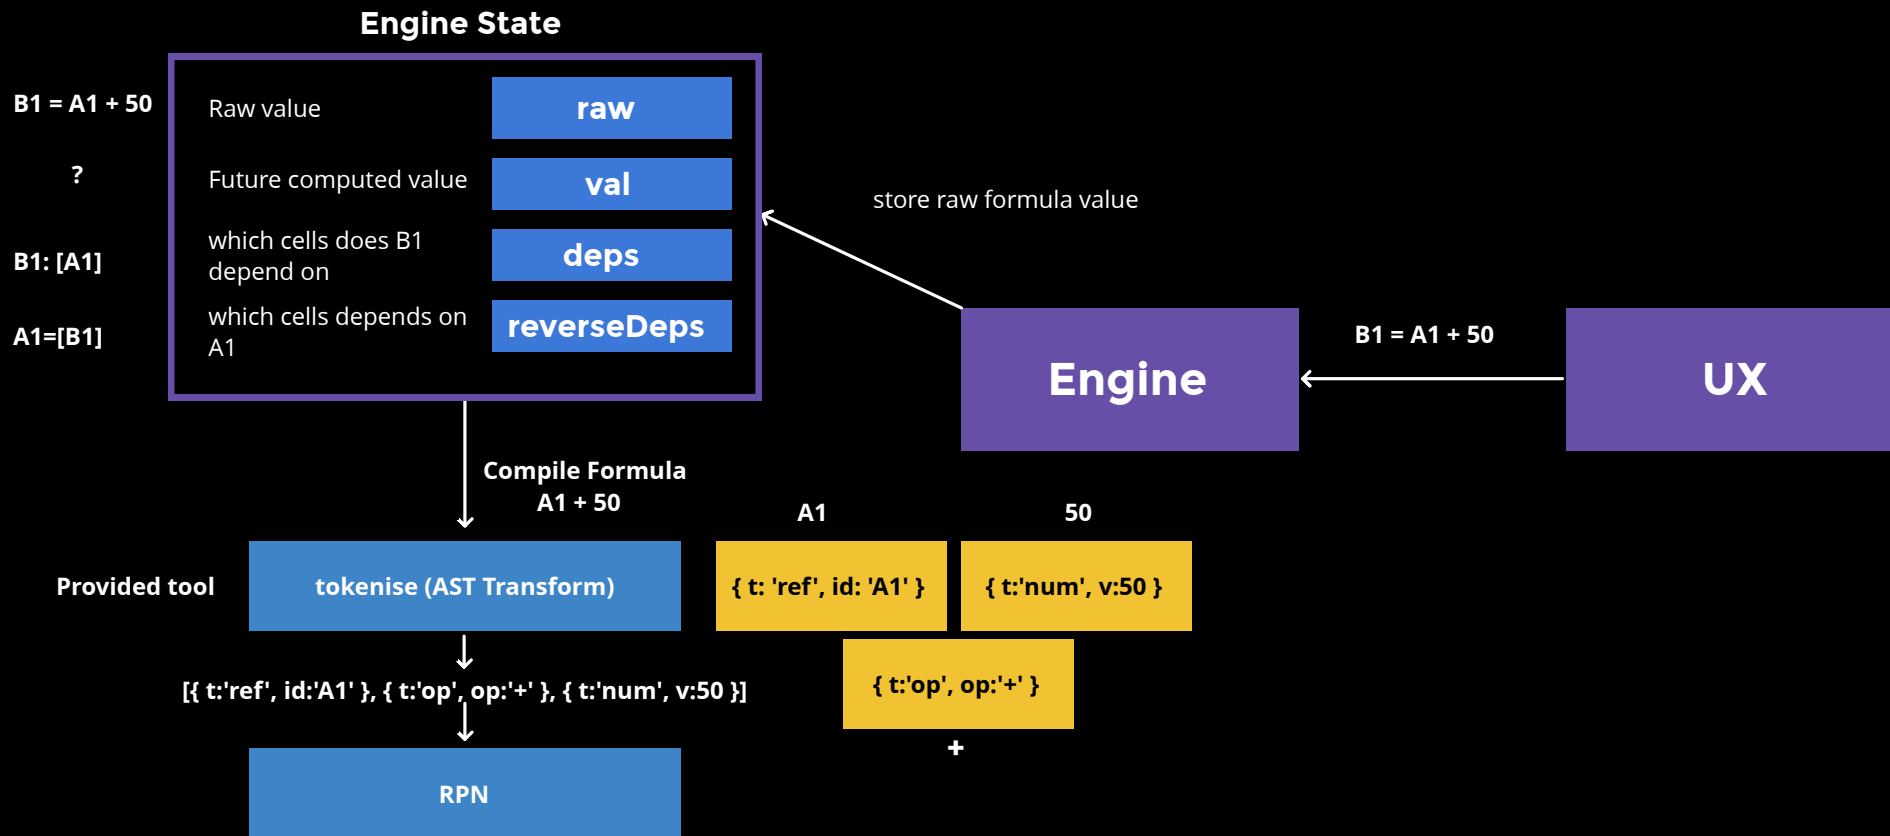 Engine State
B1 = A1 + 50
Raw value
raw
?
Future computed value
val
B1: [A1]
which cells does B1
depend on
deps
A1=[B1]
which cells depends on
A1
reverseDeps
store raw formula value
Engine
B1 = A1 + 50
UX
Compile Formula
A1 + 50
Provided tool
tokenise (AST Transform)
A1
{ t: 'ref', id: 'A1' }
50
{ t:'num', v:50 }
{ t:'op', op:'+' }
+
[{ t:'ref', id:'A1' }, { t:'op', op:'+' }, { t:'num', v:50 }]
RPN